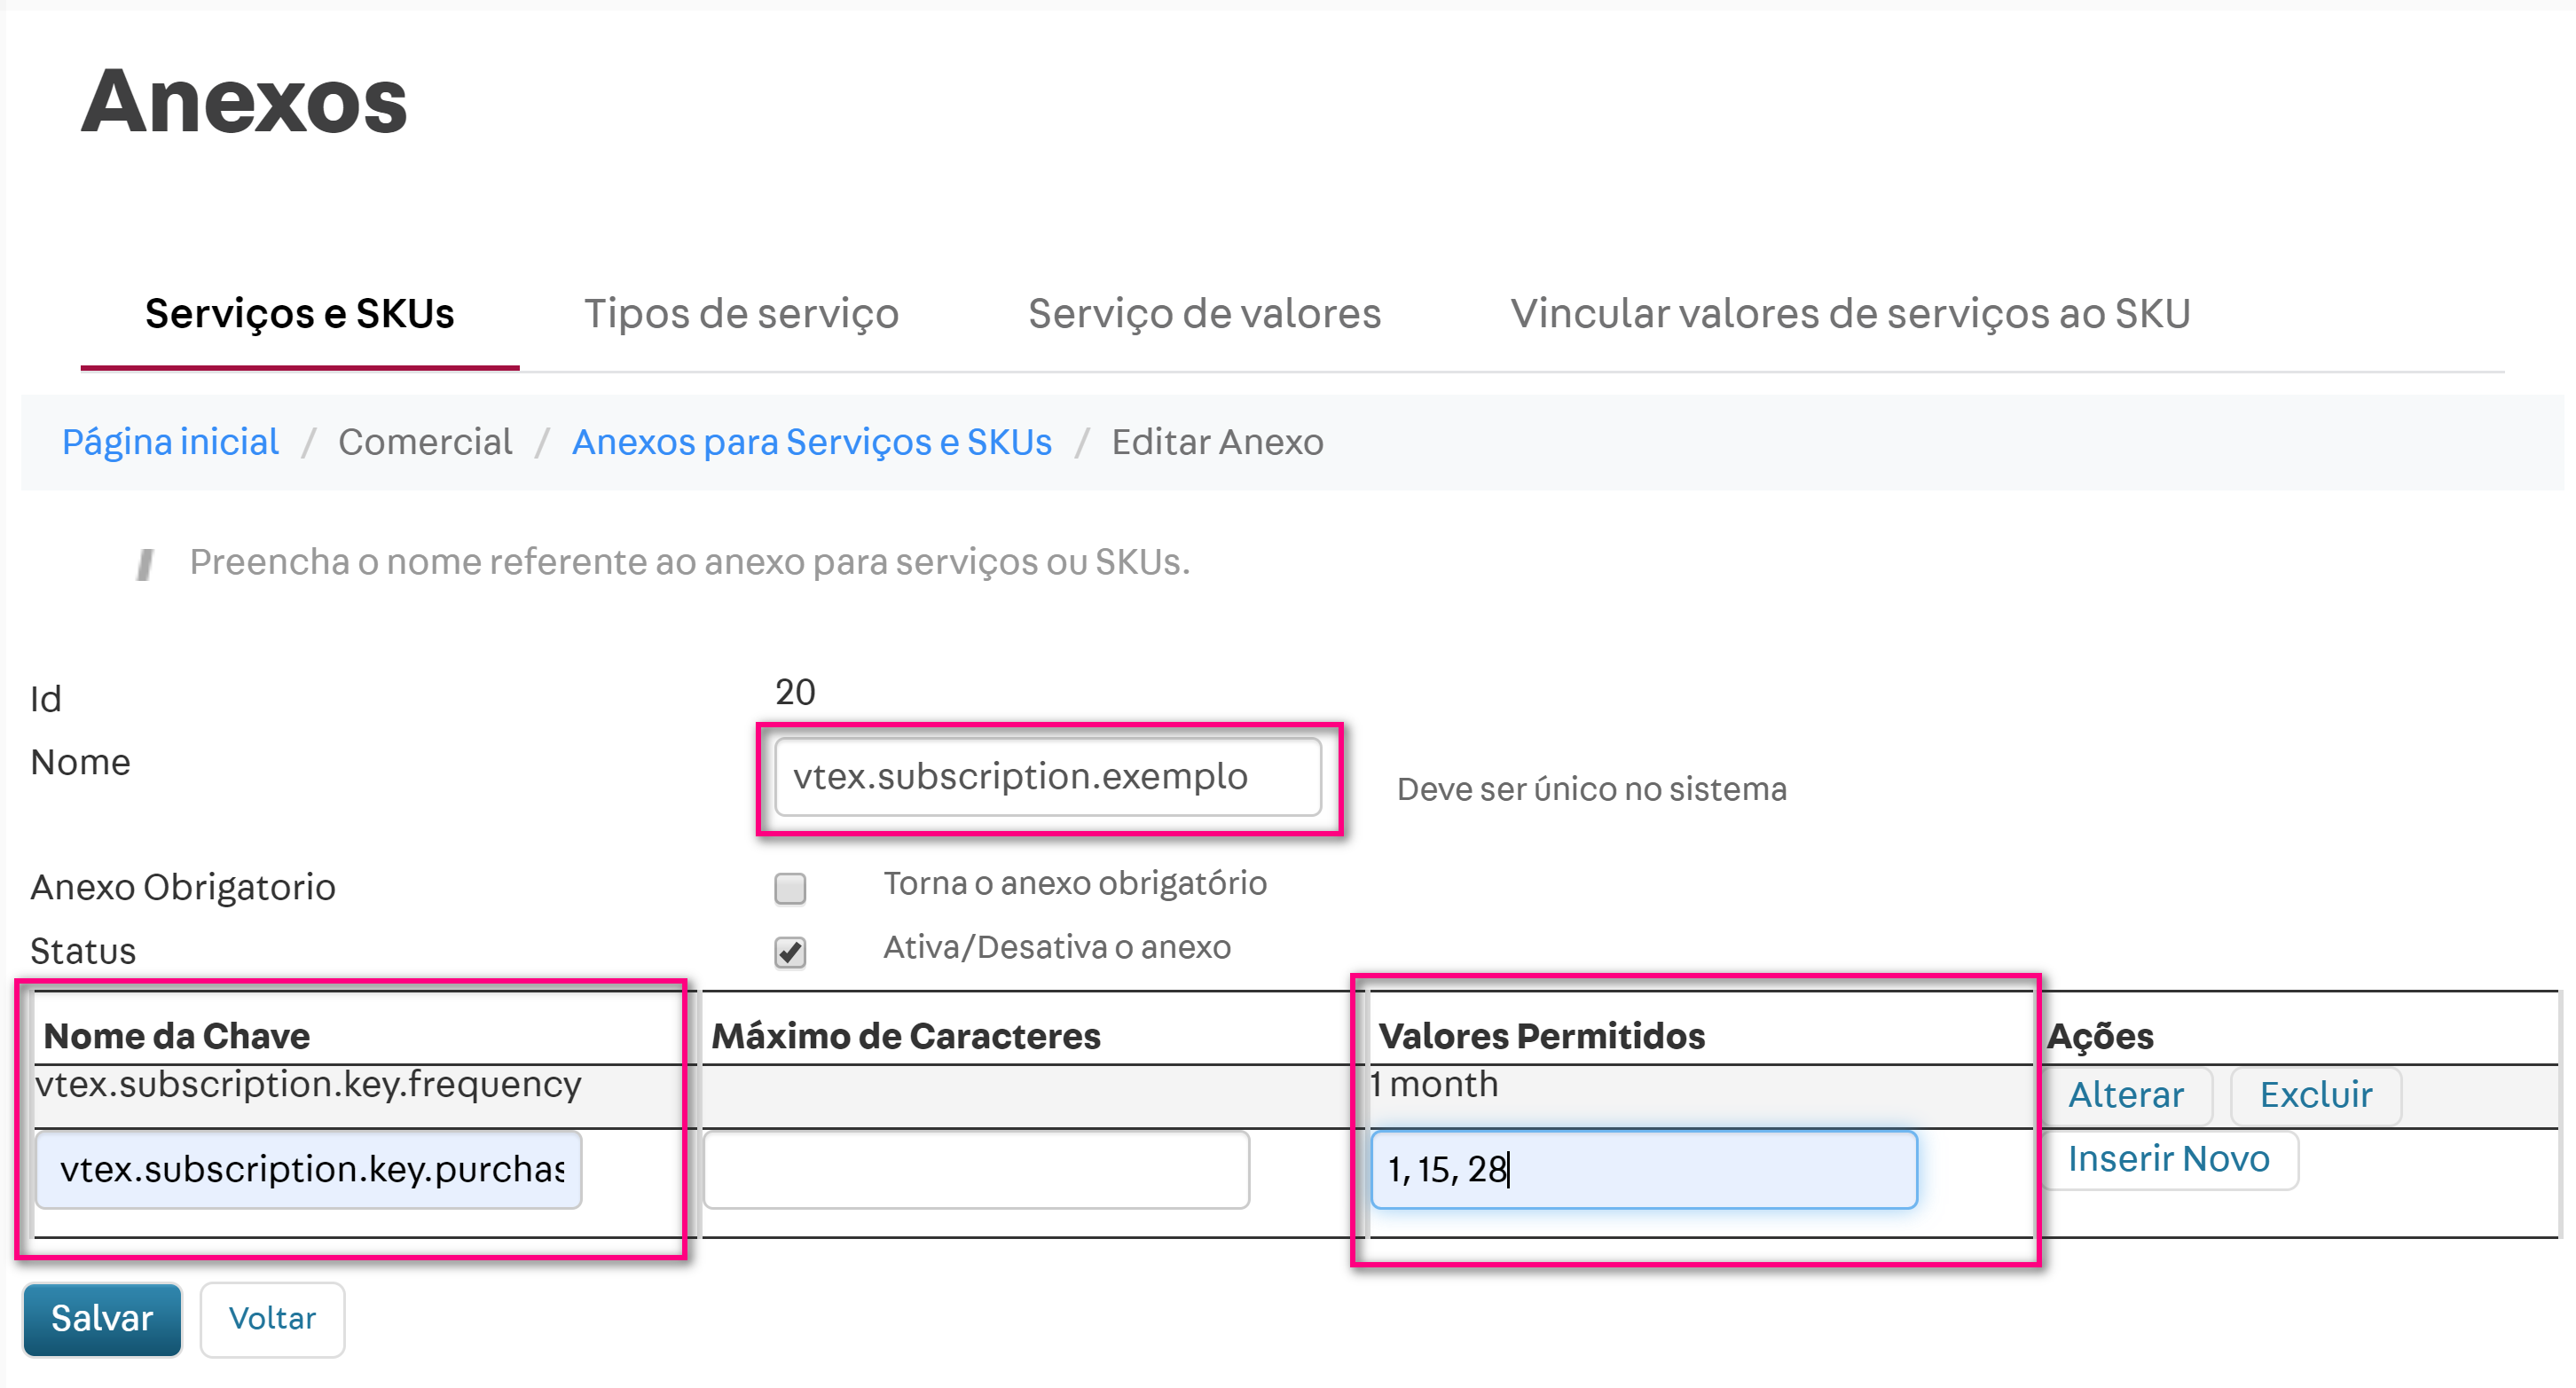 Anexos
Serviços e SKUs Tipos de serviço Serviço de valores Vincular valores de serviços ao SKU
Página inicial / Comercial / Anexos para Serviços e SKUs / Editar Anexo
Preencha o nome referente ao anexo para serviços ou SKUs.
Id 20
Nome vtex.subscription.exemplo Deve ser único no sistema
Anexo Obrigatorio Torna o anexo obrigatório
Status Ativa/Desativa o anexo
Nome da Chave Máximo de Caracteres Valores Permitidos Ações
vtex.subscription.key.frequency 1 month Alterar Excluir
vtex.subscription.key.purchas 1, 15, 28 Inserir Novo
Salvar Voltar